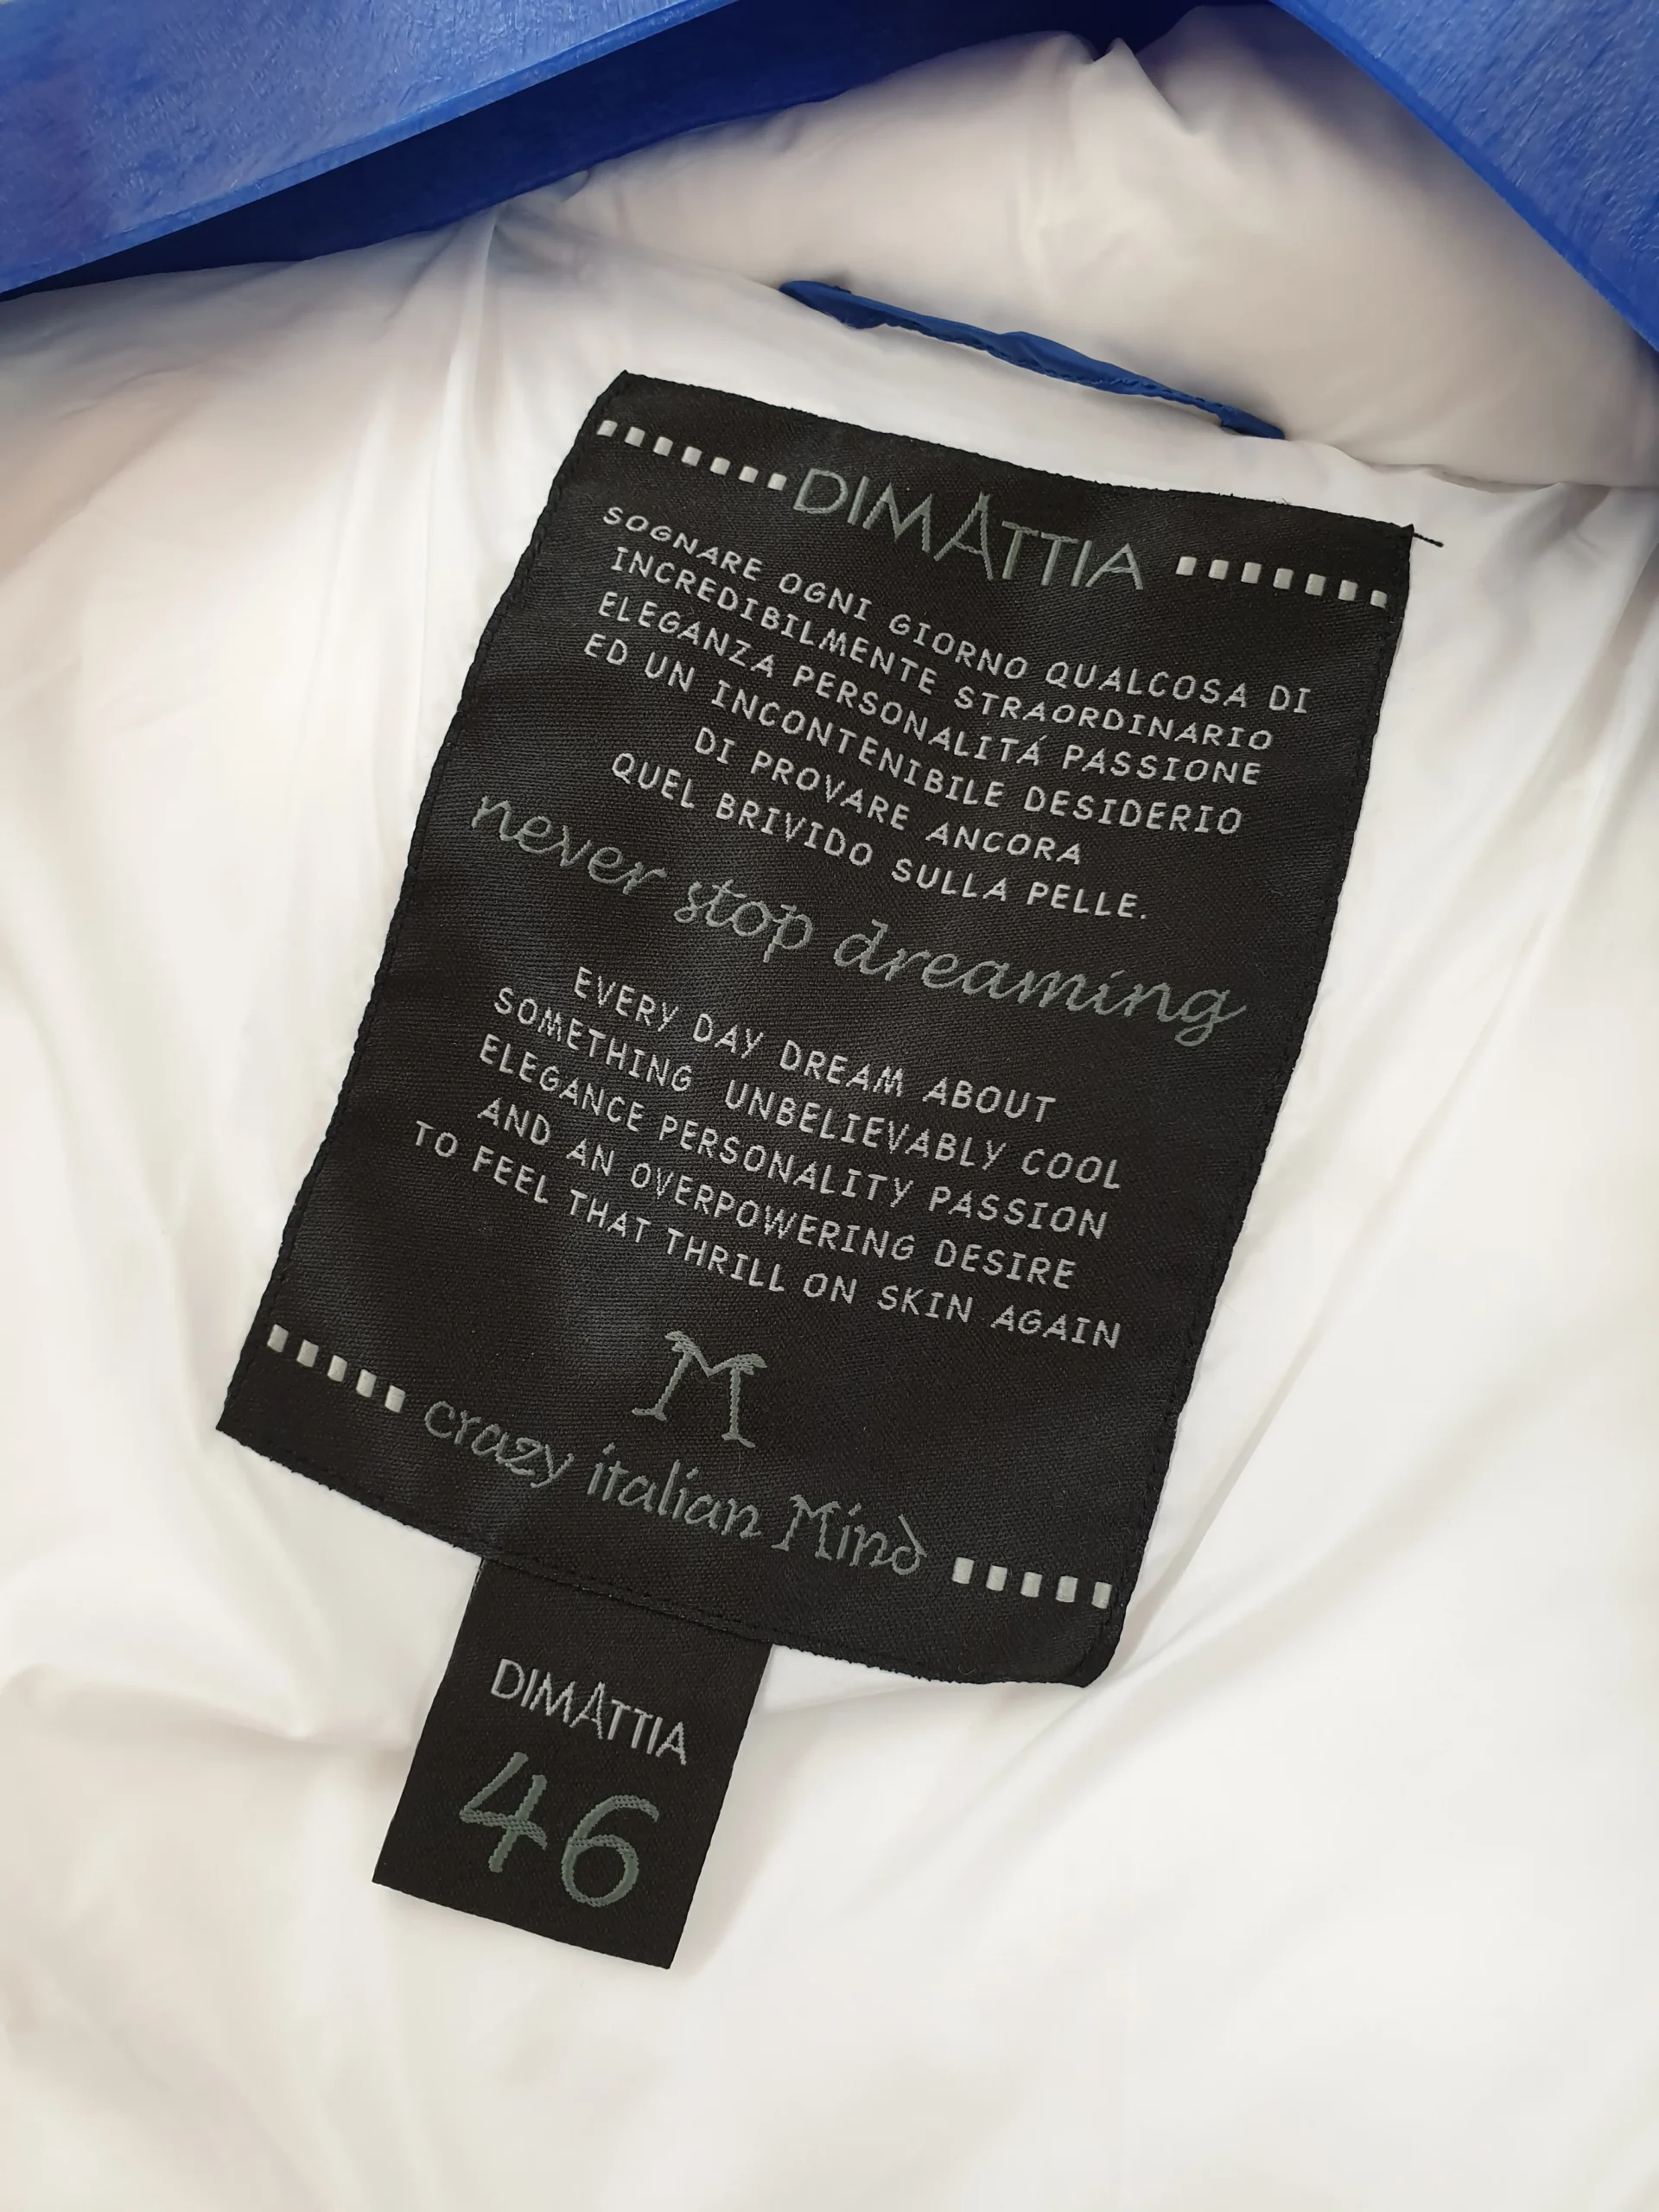 DIMATTIA
SOGNARE OGNI GIORNO QUALCOSA DI
INCREDIBILMENTE STRAORDINARIO
ELEGANZA PERSONALITÁ PASSIONE
ED UN INCONTENIBILE DESIDERIO
DI PROVARE ANCORA
QUEL BRIVIDO SULLA PELLE.
never stop dreaming
EVERY DAY DREAM ABOUT
SOMETHING UNBELIEVABLY COOL
ELEGANCE PERSONALITY PASSION
AND AN OVERPOWERING DESIRE
TO FEEL THAT THRILL ON SKIN AGAIN
M
crazy italian Mind
DIMATTIA
46